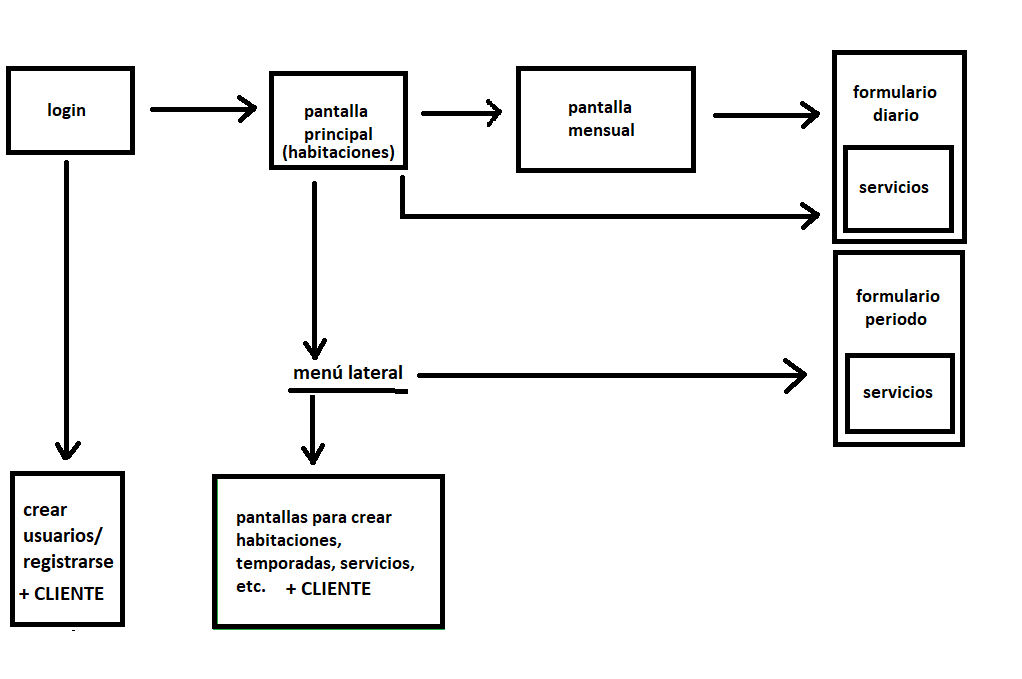 login
pantalla
principal
(habitaciones)
pantalla
mensual
formulario
diario
servicios
formulario
periodo
servicios
menú lateral
crear
usuarios/
registrarse
+ CLIENTE
pantallas para crear
habitaciones,
temporadas, servicios,
etc. + CLIENTE